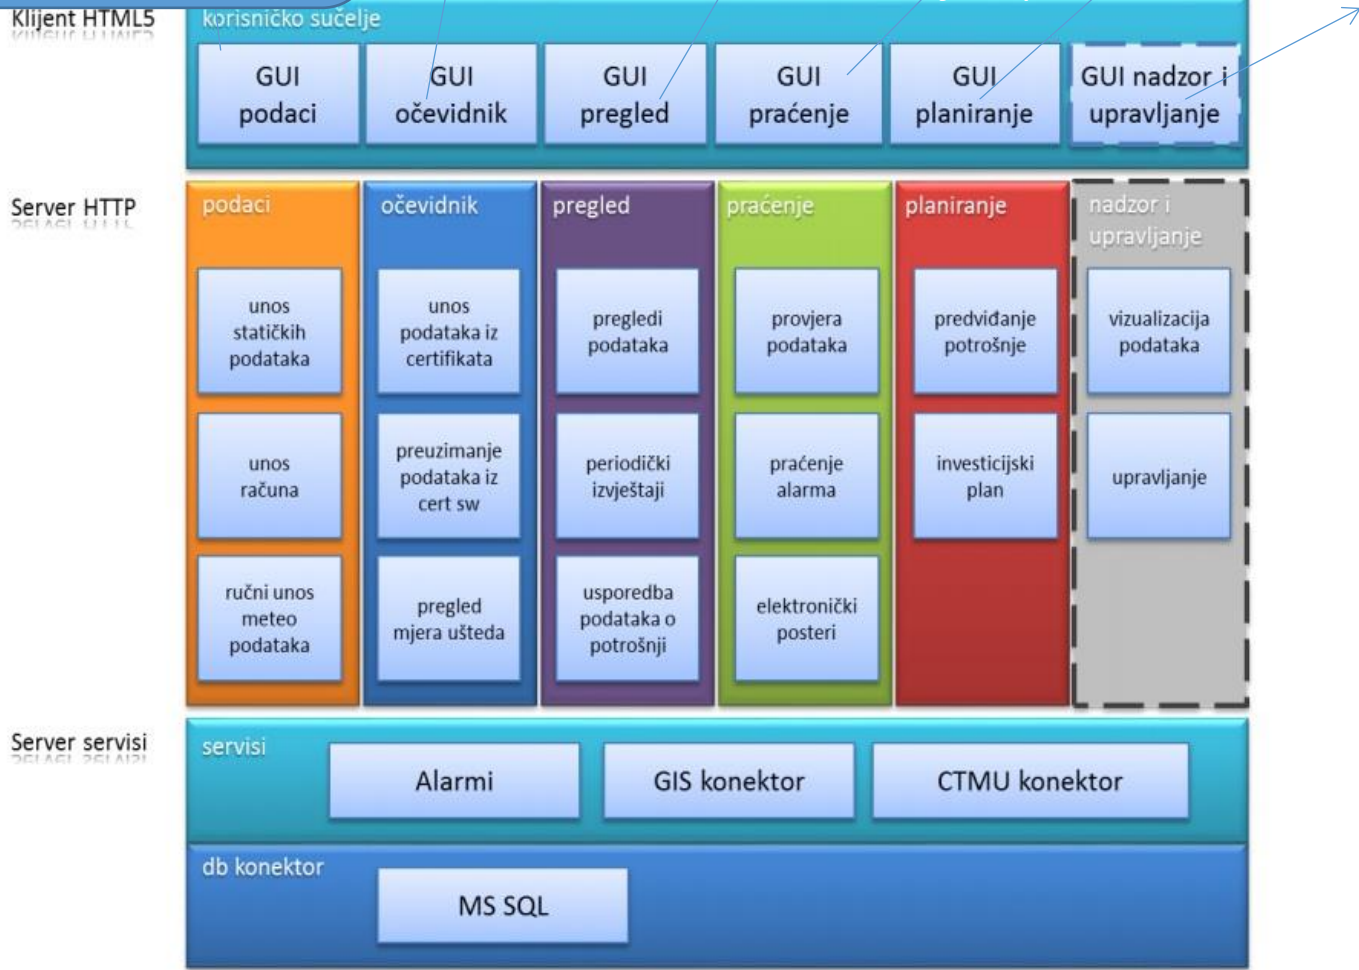 Klijent HTML5
korisničko sučelje
GUI
podaci
GUI
očevidnik
GUI
pregled
GUI
praćenje
GUI
planiranje
GUI nadzor i
upravljanje
Server HTTP
podaci
očevidnik
pregled
praćenje
planiranje
nadzor i
upravljanje
unos
statičkih
podataka
unos
podataka iz
certifikata
pregledi
podataka
provjera
podataka
predviđanje
potrošnje
vizualizacija
podataka
unos
računa
preuzimanje
podataka iz
cert sw
periodički
izvještaji
praćenje
alarma
investicijski
plan
upravljanje
ručni unos
meteo
podataka
pregled
mjera ušteda
usporedba
podataka o
potrošnji
elektronički
posteri
Server servisi
servisi
Alarmi
GIS konektor
CTMU konektor
db konektor
MS SQL